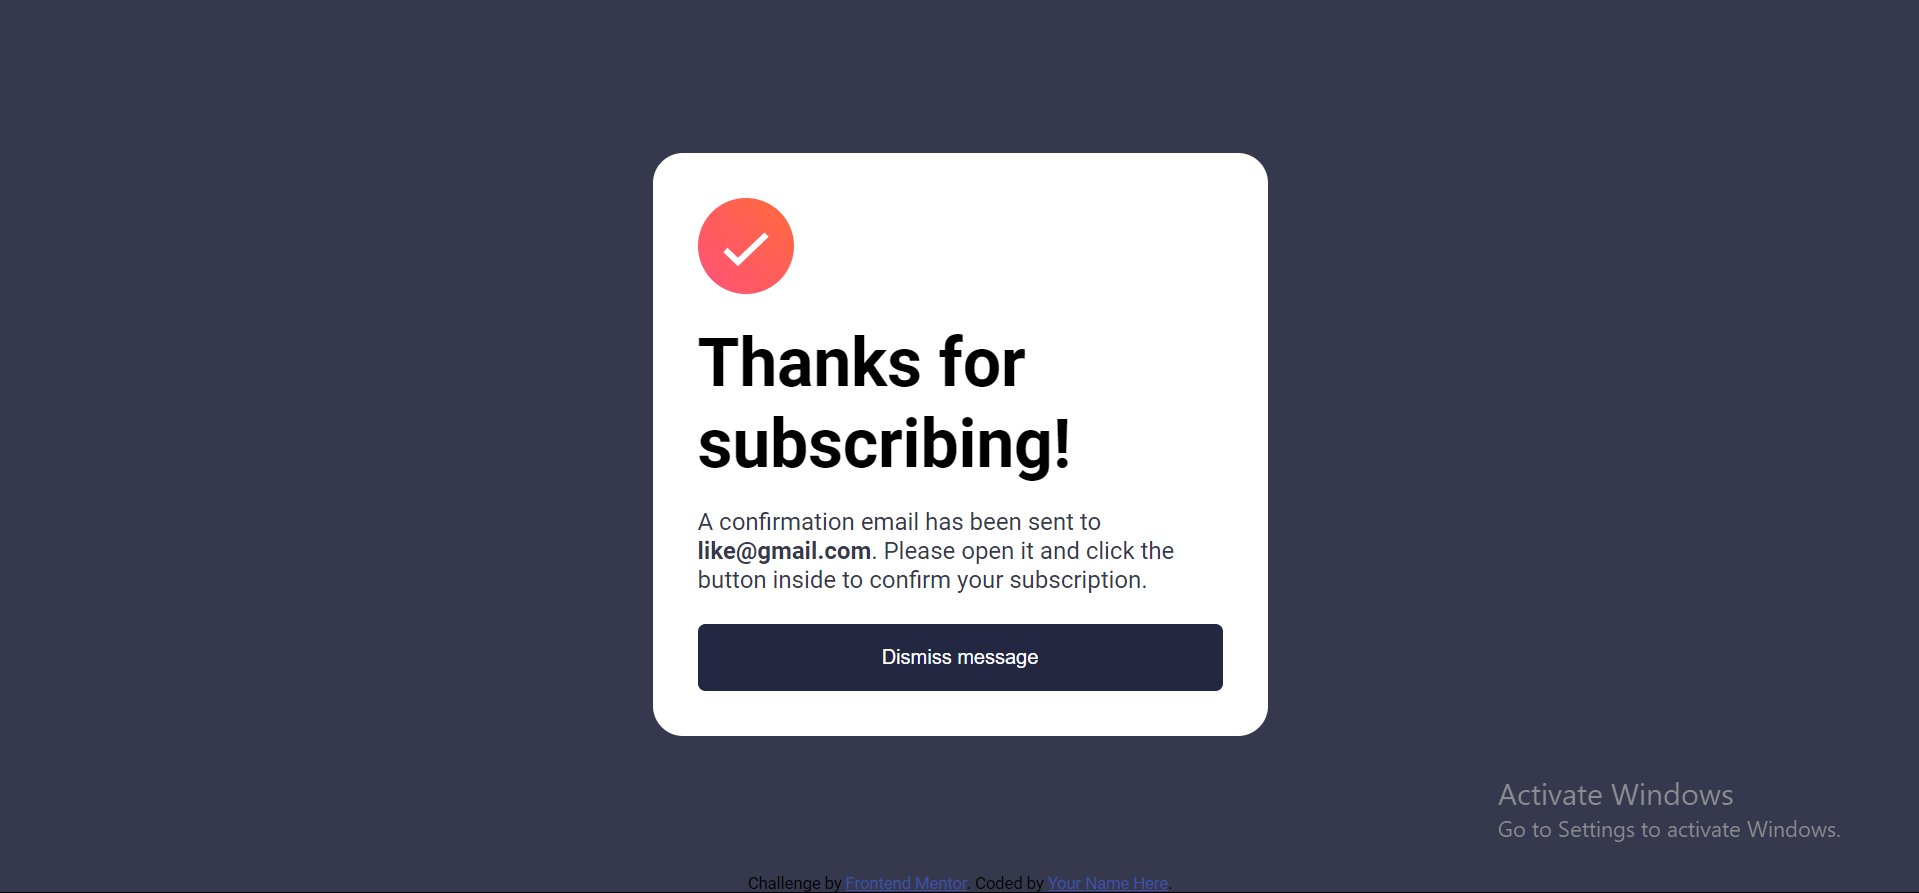 Thanks for
subscribing!
A confirmation email has been sent to
like@gmail.com. Please open it and click the
button inside to confirm your subscription.
Dismiss message
Activate Windows
Go to Settings to activate Windows.
Challenge by Frontend Mentor. Coded by Your Name Here.